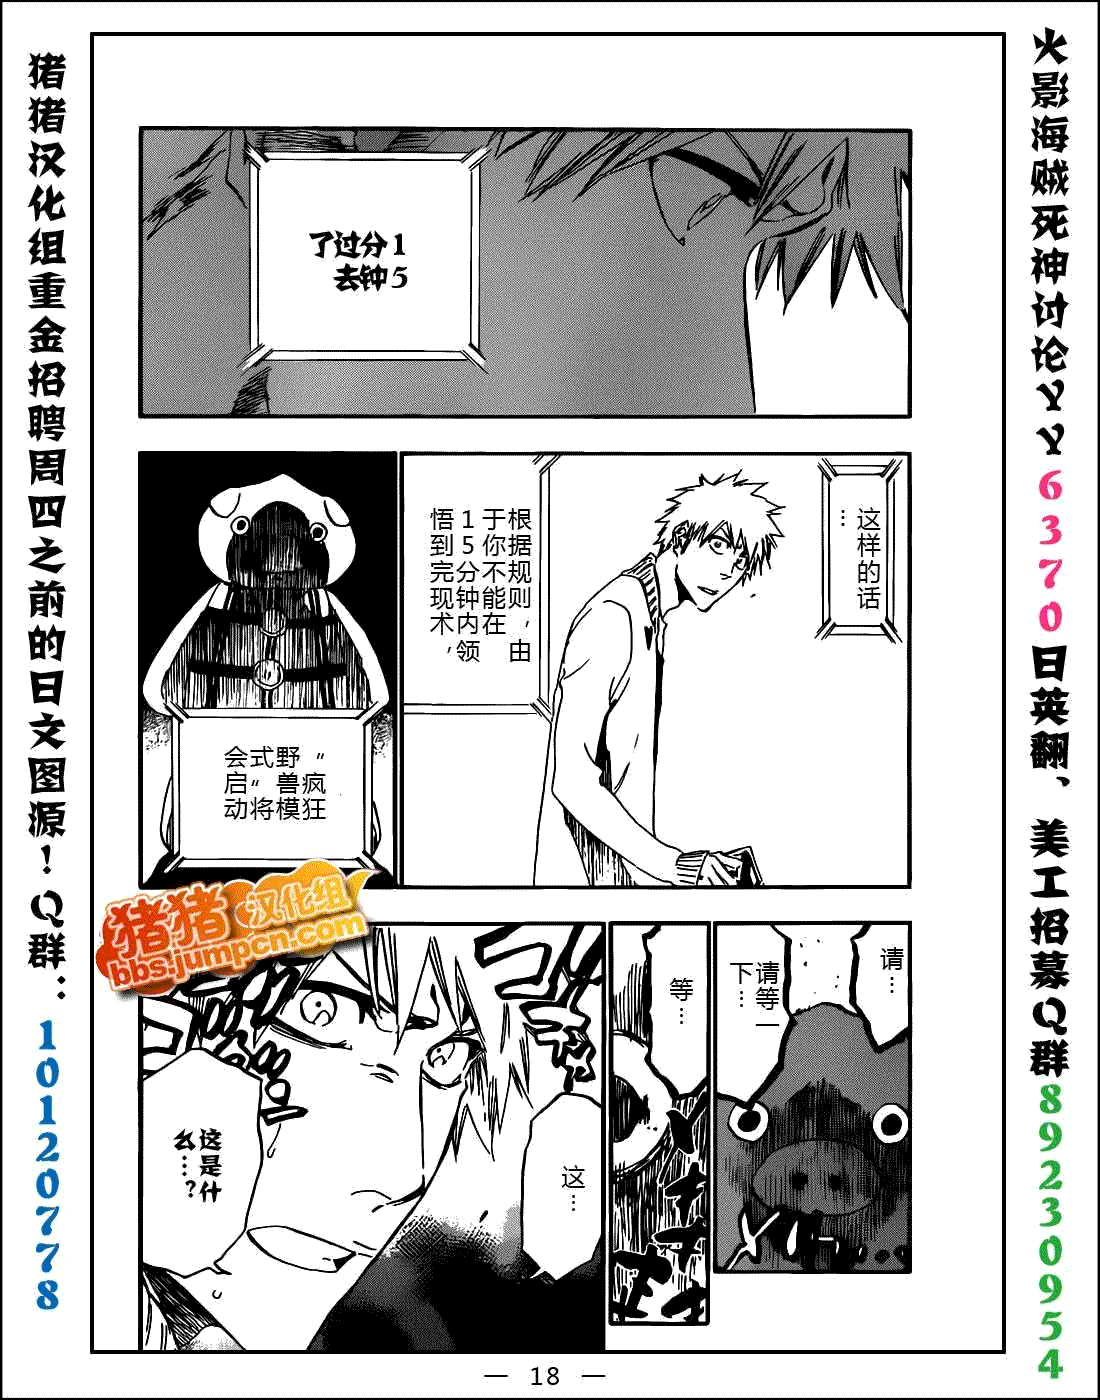 火影海贼死神讨论YY6370日英翻、美工招募Q群89230954
1
5
分钟
过去
了
这样的话
…
根据规则，由
于你不能在
15分钟内领
悟到完现术，
“疯狂
野兽模
式”将
会启动
请…
请等一
下…
等…
这…
这是什
么…?
猪猪汉化组
bbs.jumpcn.com
猪猪汉化组重金招聘周四之前的日文图源！Q群：10120778
— 18 —